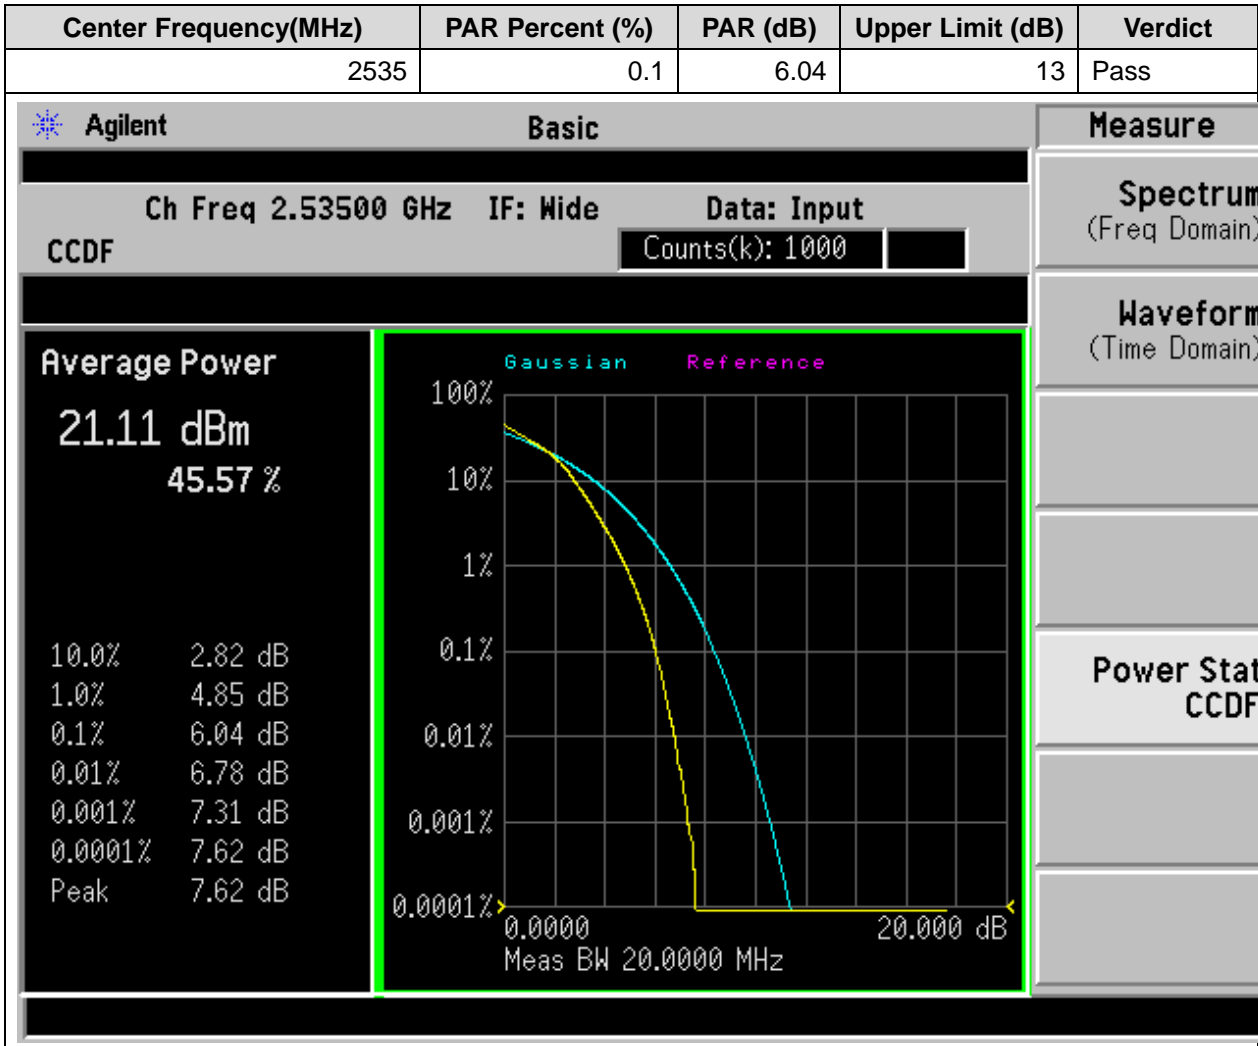 Center Frequency(MHz) PAR Percent (%) PAR (dB) Upper Limit (dB) Verdict
2535 0.1 6.04 13 Pass
Agilent Basic Measure
Ch Freq 2.53500 GHz IF: Wide Data: Input
CCDF Counts(k): 1000
Spectrum
(Freq Domain)
Waveform
(Time Domain)
Power Stat
CCDF
Average Power
21.11 dBm
45.57 %
10.0% 2.82 dB
1.0% 4.85 dB
0.1% 6.04 dB
0.01% 6.78 dB
0.001% 7.31 dB
0.0001% 7.62 dB
Peak 7.62 dB
Gaussian Reference
100%
10%
1%
0.1%
0.01%
0.001%
0.0001%
0.0000 20.000 dB
Meas BW 20.0000 MHz